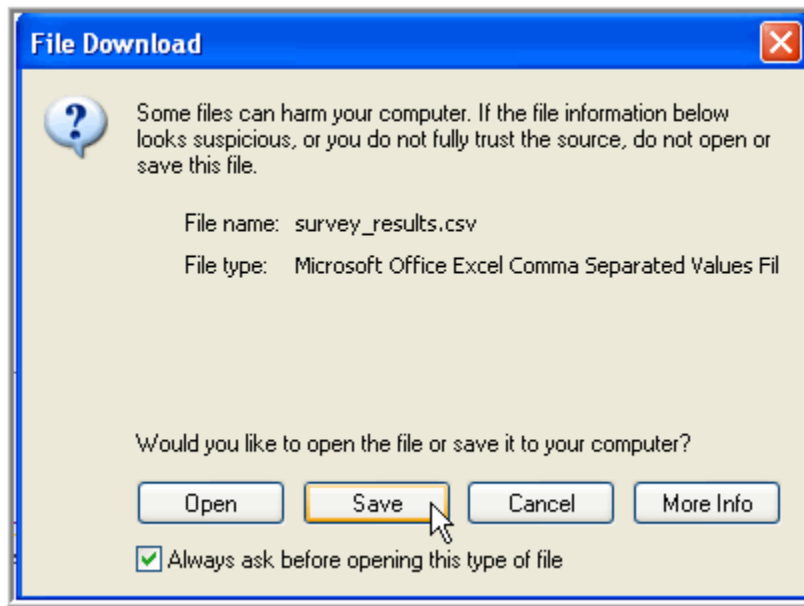 File Download
Some files can harm your computer. If the file information below
looks suspicious, or you do not fully trust the source, do not open or
save this file.
File name: survey_results.csv
File type: Microsoft Office Excel Comma Separated Values Fil
Would you like to open the file or save it to your computer?
Open Save Cancel More Info
Always ask before opening this type of file